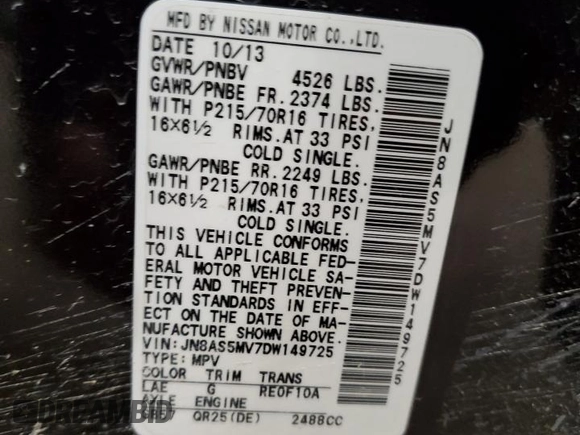 MFD BY NISSAN MOTOR CO.,LTD.
DATE 10/13
GVWR/PNBV 4526 LBS.
GAWR/PNBE FR. 2374 LBS.
WITH P215/70R16 TIRES,
16X6½ RIMS. AT 33 PSI
COLD SINGLE.
GAWR/PNBE RR. 2249 LBS.
WITH P215/70R16 TIRES,
16X6½ RIMS. AT 33 PSI
COLD SINGLE.
THIS VEHICLE CONFORMS
TO ALL APPLICABLE FED-
ERAL MOTOR VEHICLE SA-
FETY AND THEFT PREVEN-
TION STANDARDS IN EFF-
ECT ON THE DATE OF MA-
NUFACTURE SHOWN ABOVE.
VIN: JN8AS5MV7DW149725
TYPE: MPV
COLOR TRIM TRANS
LAE G RE0F10A
AXLE ENGINE
QR25(DE) 2488CC
JN8AS5MV7DW149725
DREAMBID